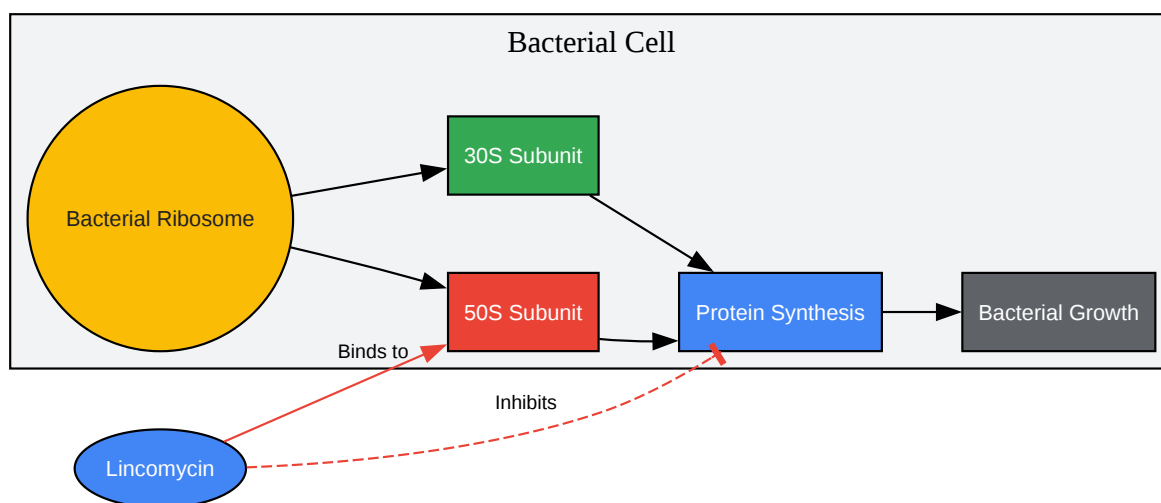 Bacterial Cell
30S Subunit
Bacterial Ribosome
50S Subunit
Protein Synthesis
Bacterial Growth
Binds to
Inhibits
Lincomycin